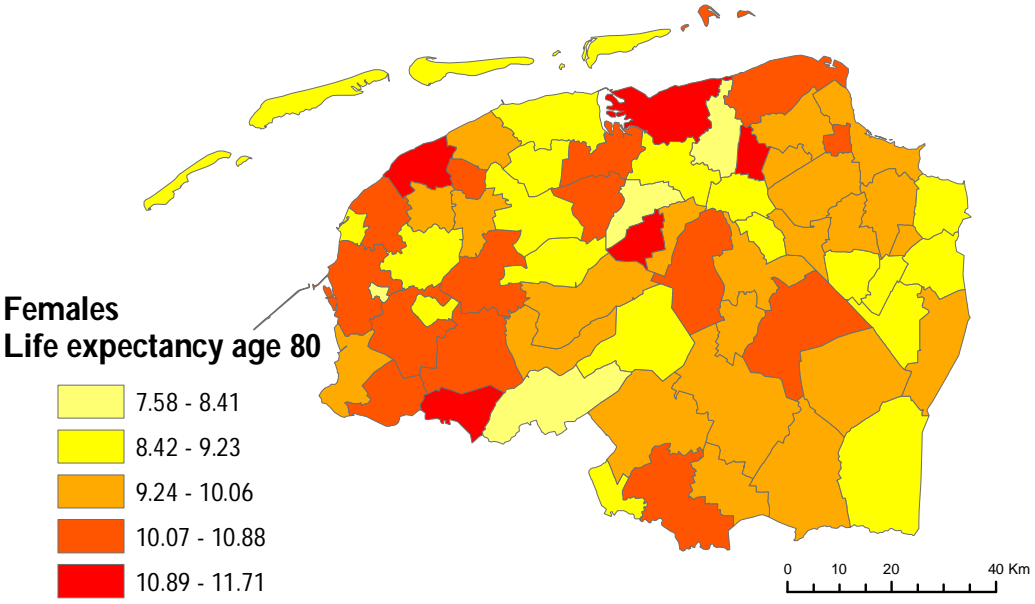 Females
Life expectancy age 80
7.58 - 8.41
8.42 - 9.23
9.24 - 10.06
10.07 - 10.88
10.89 - 11.71
0 10 20 40 Km